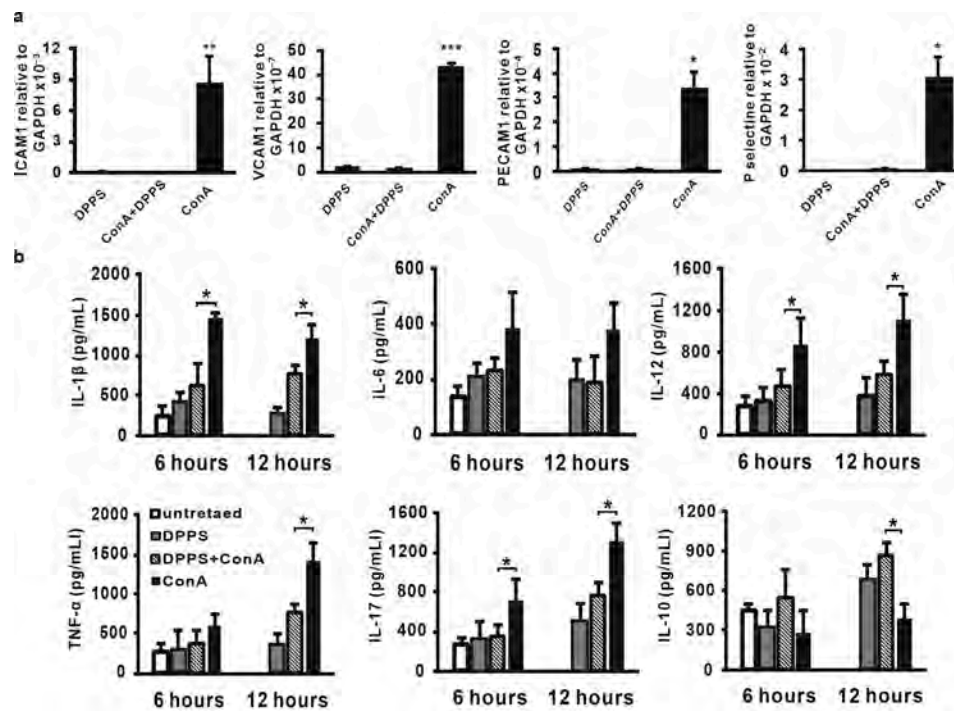 a
ICAM1 relative to
GAPDH x10⁻³
12
9
6
3
0
**
DPPS
ConA+DPPS
ConA
VCAM1 relative to
GAPDH x10⁻⁷
50
40
30
20
10
0
***
DPPS
ConA+DPPS
ConA
PECAM1 relative to
GAPDH x10⁻⁴
5
4
3
2
1
0
*
DPPS
ConA+DPPS
ConA
P selectine relative to
GAPDH x 10⁻²
4
3
2
1
0
*
DPPS
ConA+DPPS
ConA
b
IL-1β (pg/mL)
2000
1500
1000
500
0
*
*
6 hours 12 hours
iL-6 (pg/mL)
600
400
200
0
6 hours 12 hours
IL-12 (pg/mL)
1600
1200
800
400
0
*
*
6 hours 12 hours
TNF-α (pg/mLl)
2000
1500
1000
500
0
untretaed
DPPS
DPPS+ConA
ConA
*
6 hours 12 hours
IL-17 (pg/mLl)
1600
1200
800
400
0
*
*
6 hours 12 hours
IL-10 (pg/mLl)
1200
900
600
300
0
*
6 hours 12 hours